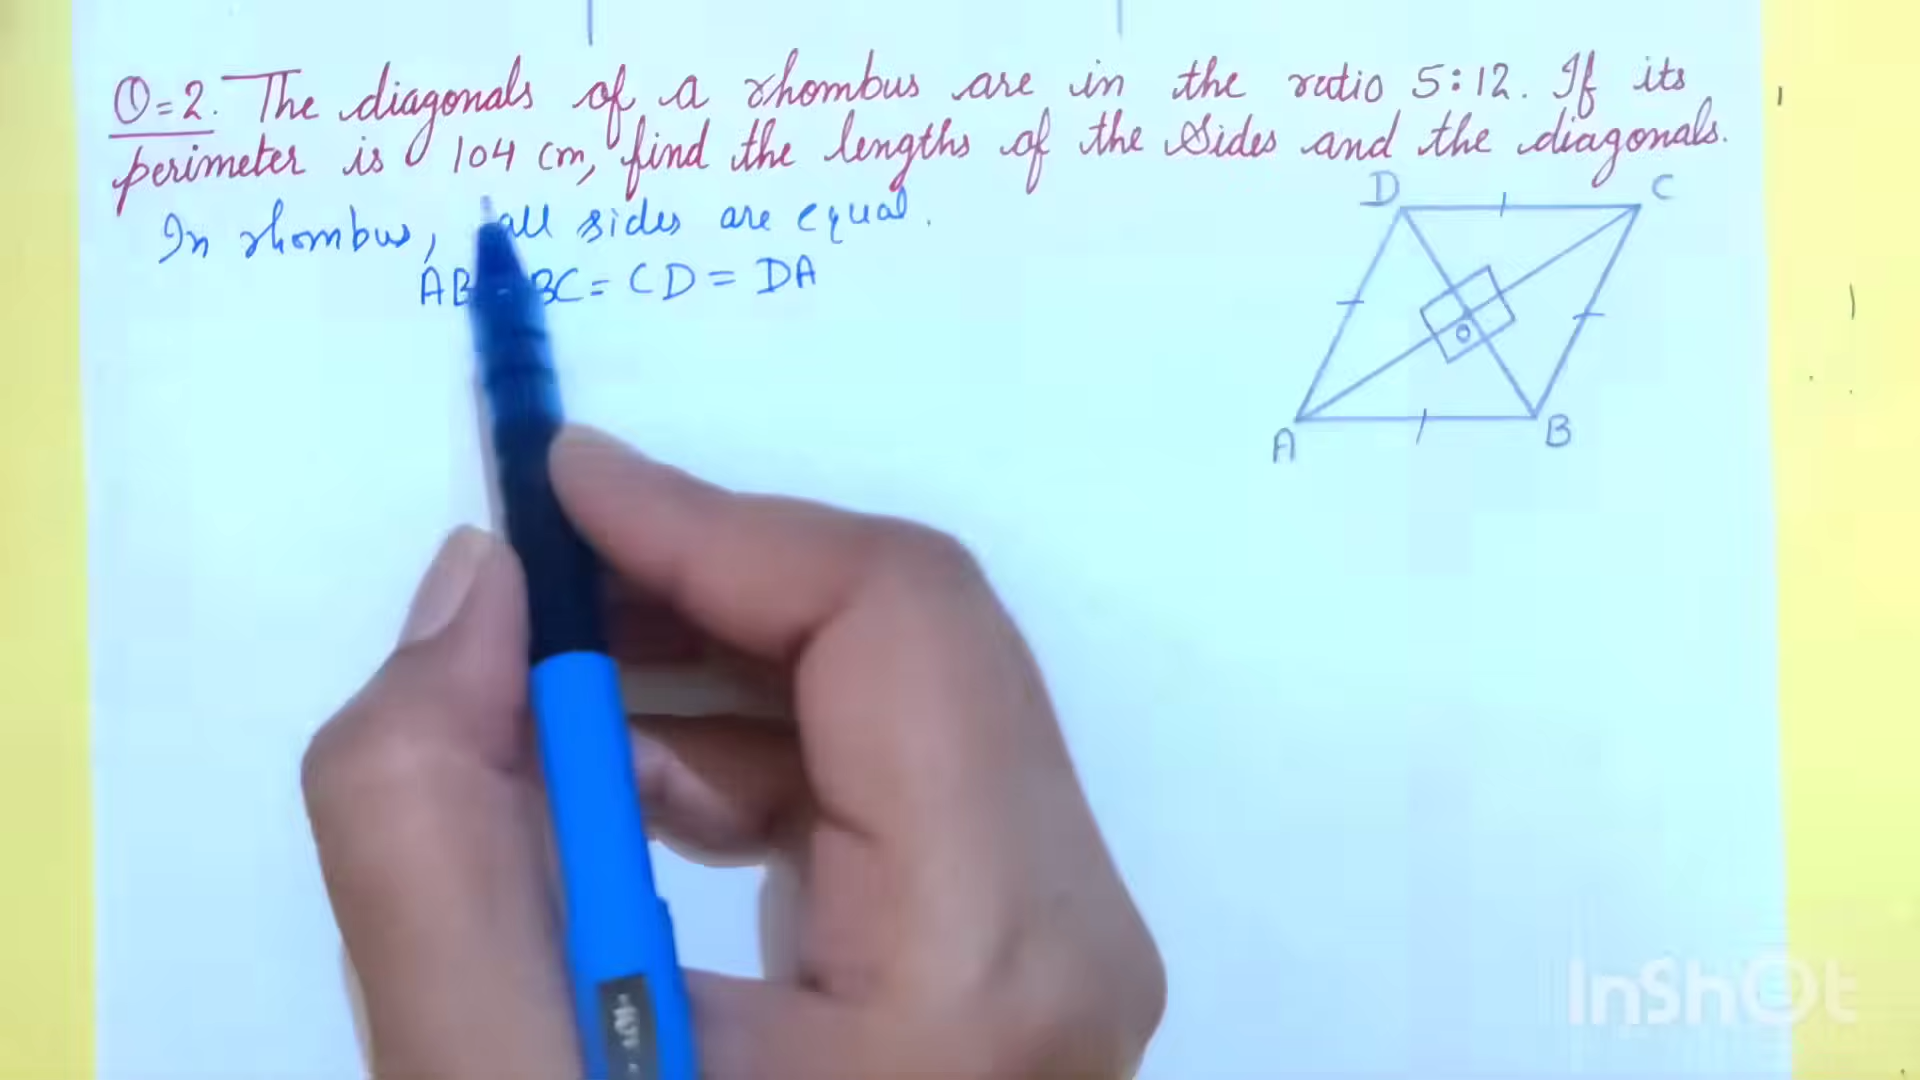 Q=2. The diagonals of a rhombus are in the ratio 5:12. If its
perimeter is 104 cm, find the lengths of the Sides and the diagonals.
In rhombus, all sides are equal.
AB = BC = CD = DA
D C
O
A B
InShOt